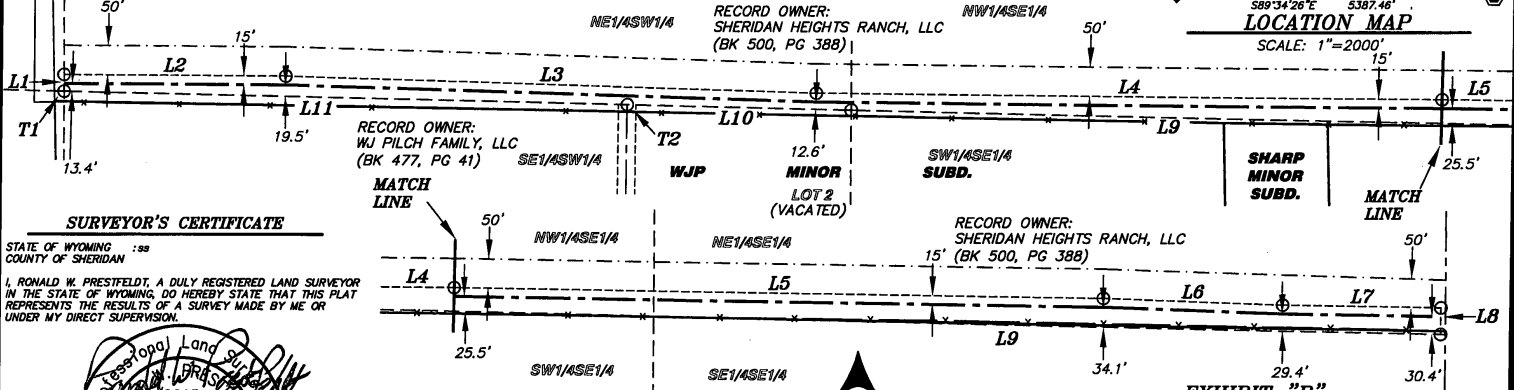 50'
NE1/4SW1/4
RECORD OWNER:
SHERIDAN HEIGHTS RANCH, LLC
(BK 500, PG 388)
NW1/4SE1/4
50'
S89°34'26"E 5387.46'
LOCATION MAP
SCALE: 1"=2000'
15'
15'
L1
L2
L3
L4
L5
T1
L11
L10
L9
T2
13.4'
19.5'
RECORD OWNER:
WJ PILCH FAMILY, LLC
(BK 477, PG 41)
SE1/4SW1/4
12.6'
SW1/4SE1/4
25.5'
WJP MINOR SUBD.
LOT 2
(VACATED)
SHARP
MINOR
SUBD.
MATCH
LINE
MATCH
LINE
SURVEYOR'S CERTIFICATE
STATE OF WYOMING :ss
COUNTY OF SHERIDAN
I, RONALD W. PRESTFELDT, A DULY REGISTERED LAND SURVEYOR
IN THE STATE OF WYOMING, DO HEREBY STATE THAT THIS PLAT
REPRESENTS THE RESULTS OF A SURVEY MADE BY ME OR
UNDER MY DIRECT SUPERVISION.
50'
NW1/4SE1/4
NE1/4SE1/4
RECORD OWNER:
SHERIDAN HEIGHTS RANCH, LLC
(BK 500, PG 388)
15'
50'
L4
L5
L6
L7
L8
L9
25.5'
34.1'
29.4'
30.4'
SW1/4SE1/4
SE1/4SE1/4
EXHIBIT "B"